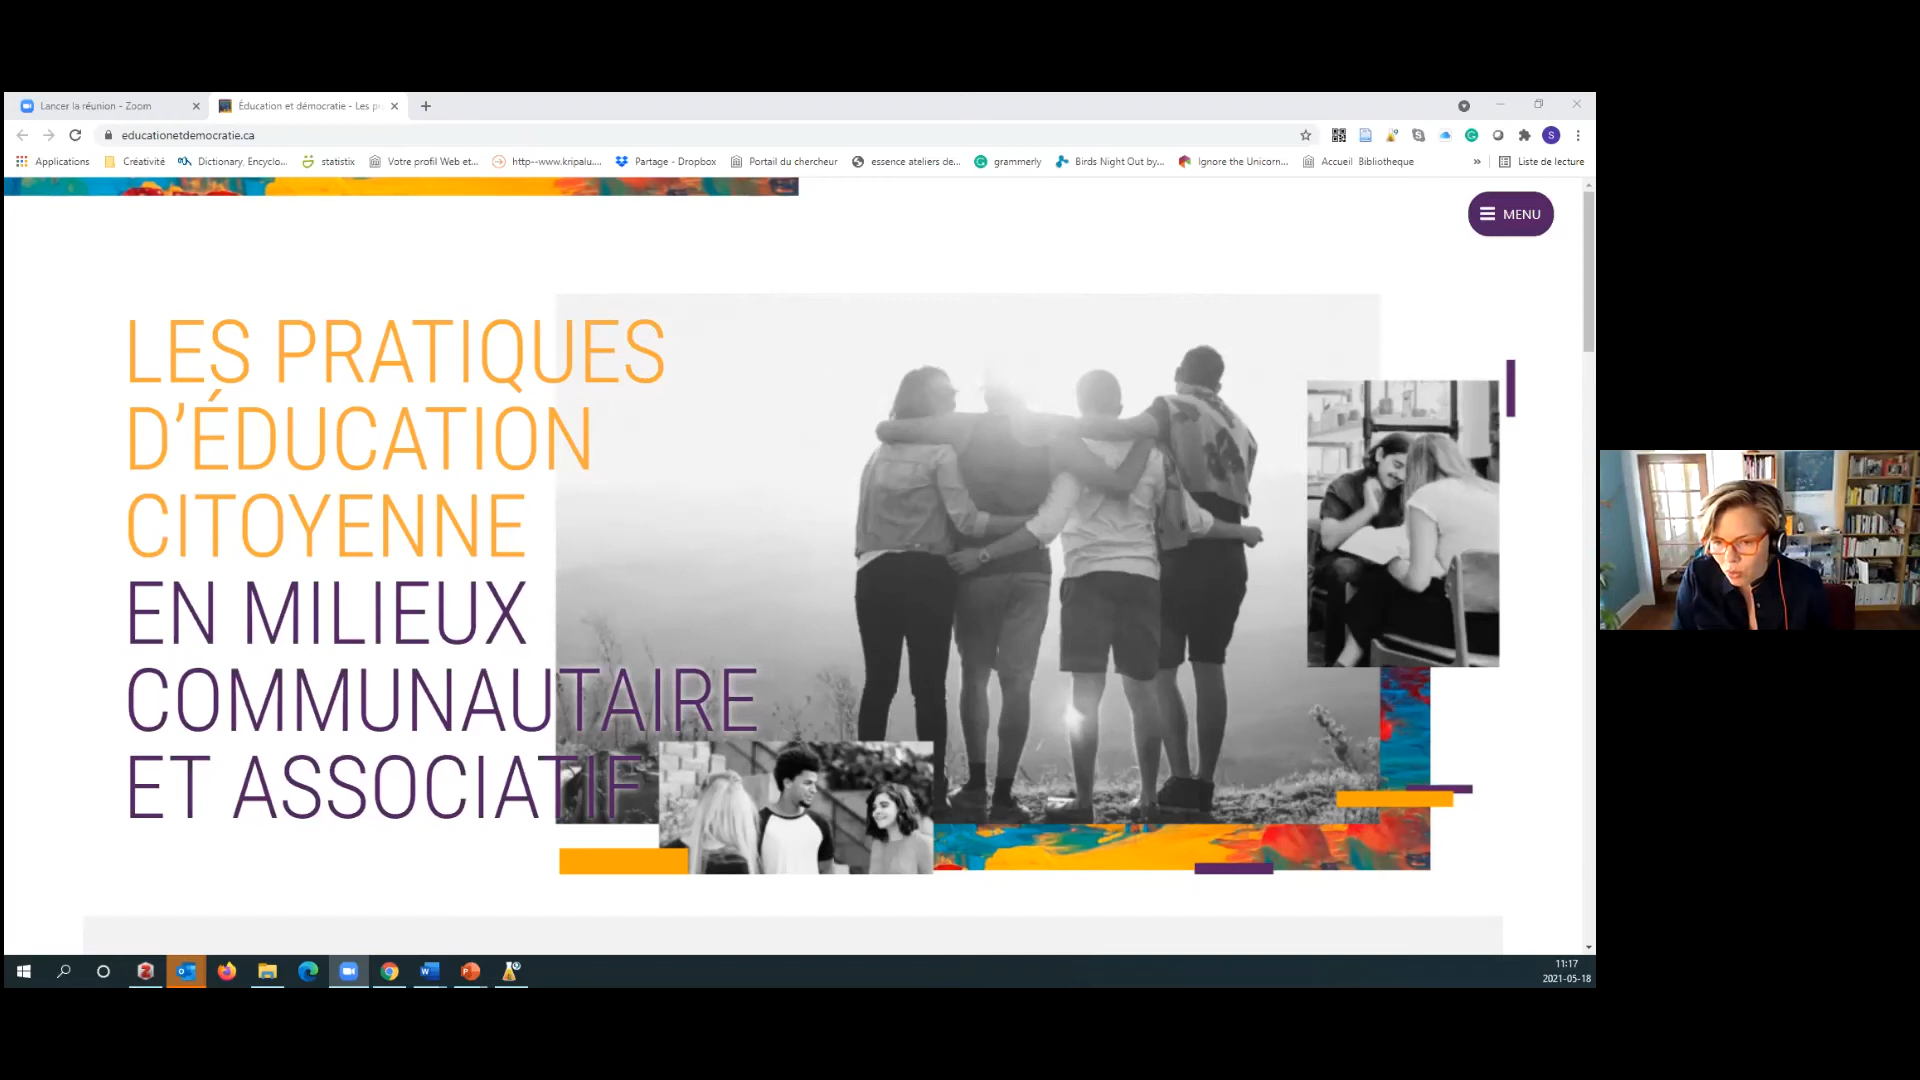 Lancer la réunion - Zoom
Éducation et démocratie - Les p
educationetdemocratie.ca
Applications
Créativité
Dictionary, Encyclo...
statistix
Votre profil Web et...
http--www.kripalu....
Partage - Dropbox
Portail du chercheur
essence ateliers de...
grammerly
Birds Night Out by...
Ignore the Unicorn...
Accueil Bibliotheque
»
Liste de lecture
MENU
LES PRATIQUES
D'ÉDUCATION
CITOYENNE
EN MILIEUX
COMMUNAUTAIRE
ET ASSOCIATIF
11:17
2021-05-18